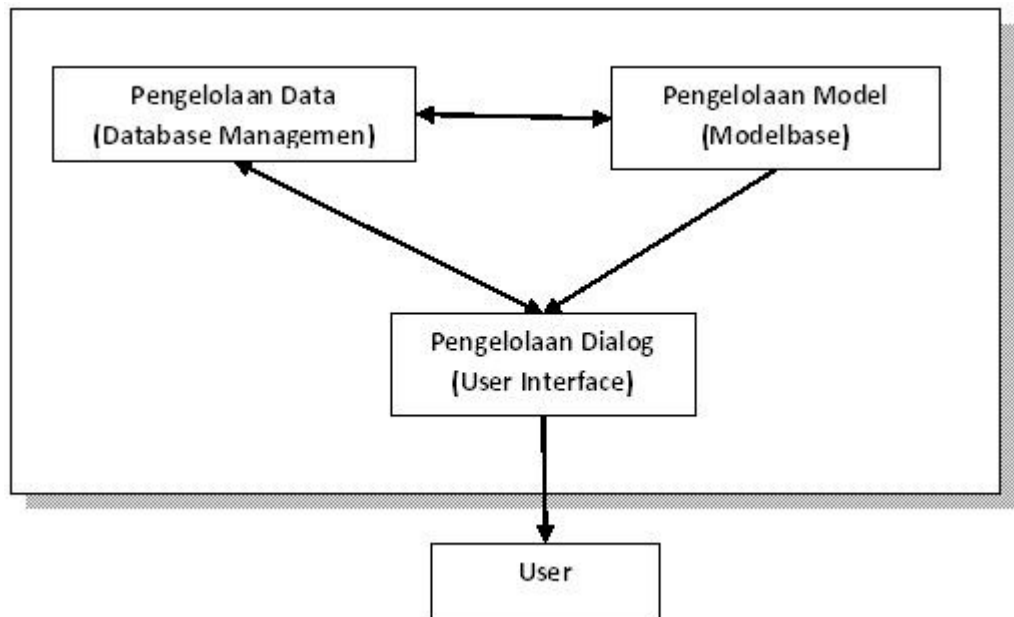 Pengelolaan Data
(Database Managemen)
Pengelolaan Model
(Modelbase)
Pengelolaan Dialog
(User Interface)
User